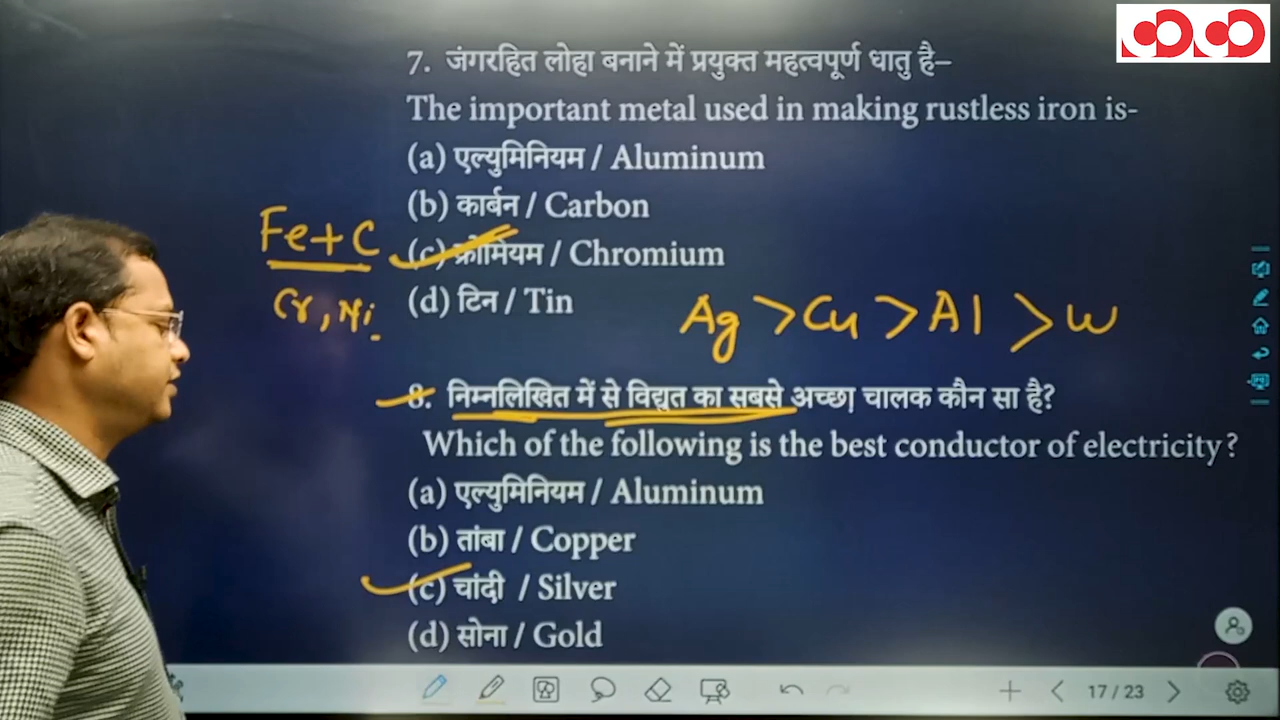 7. जंगरहित लोहा बनाने में प्रयुक्त महत्वपूर्ण धातु है–
The important metal used in making rustless iron is-
(a) एल्युमिनियम / Aluminum
(b) कार्बन / Carbon
Fe+C
(c) क्रोमियम / Chromium
Cr, Ni
(d) टिन / Tin
Ag > Cu > Al > W
8. निम्नलिखित में से विद्युत का सबसे अच्छा चालक कौन सा है?
Which of the following is the best conductor of electricity?
(a) एल्युमिनियम / Aluminum
(b) तांबा / Copper
(c) चांदी / Silver
(d) सोना / Gold
17 / 23